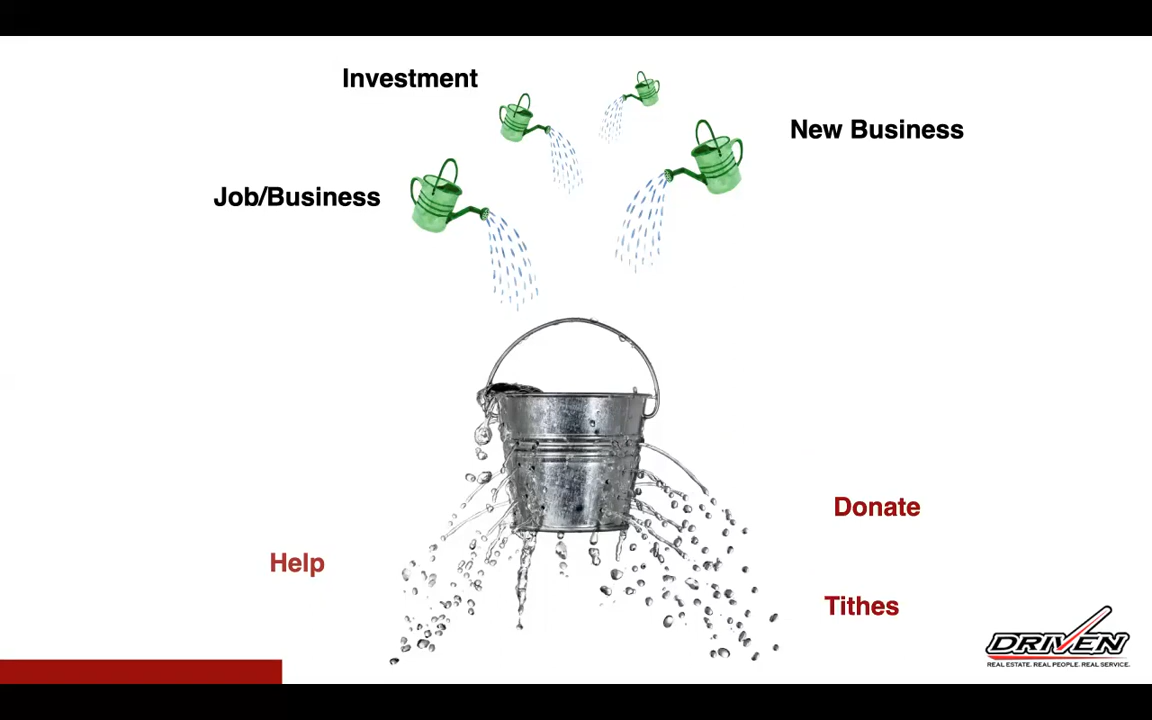 Investment
New Business
Job/Business
Donate
Help
Tithes
DRIVEN
REAL ESTATE. REAL PEOPLE. REAL SERVICE.